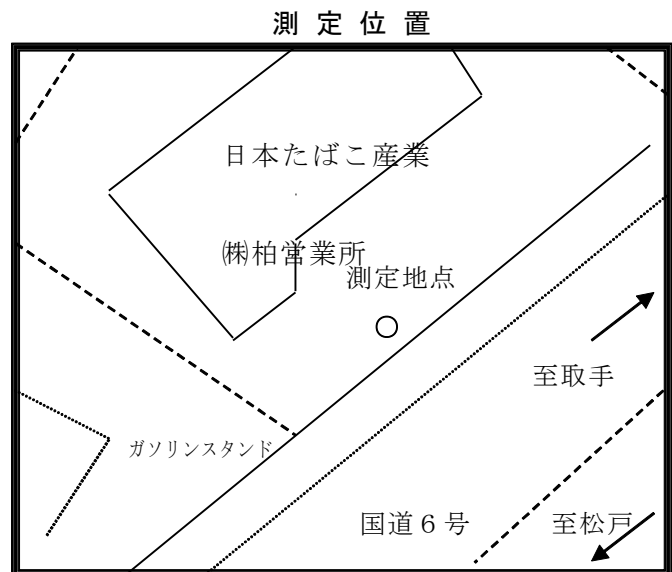 測定位置
日本たばこ産業
㈱柏営業所
測定地点
至取手
ガソリンスタンド
国道６号
至松戸